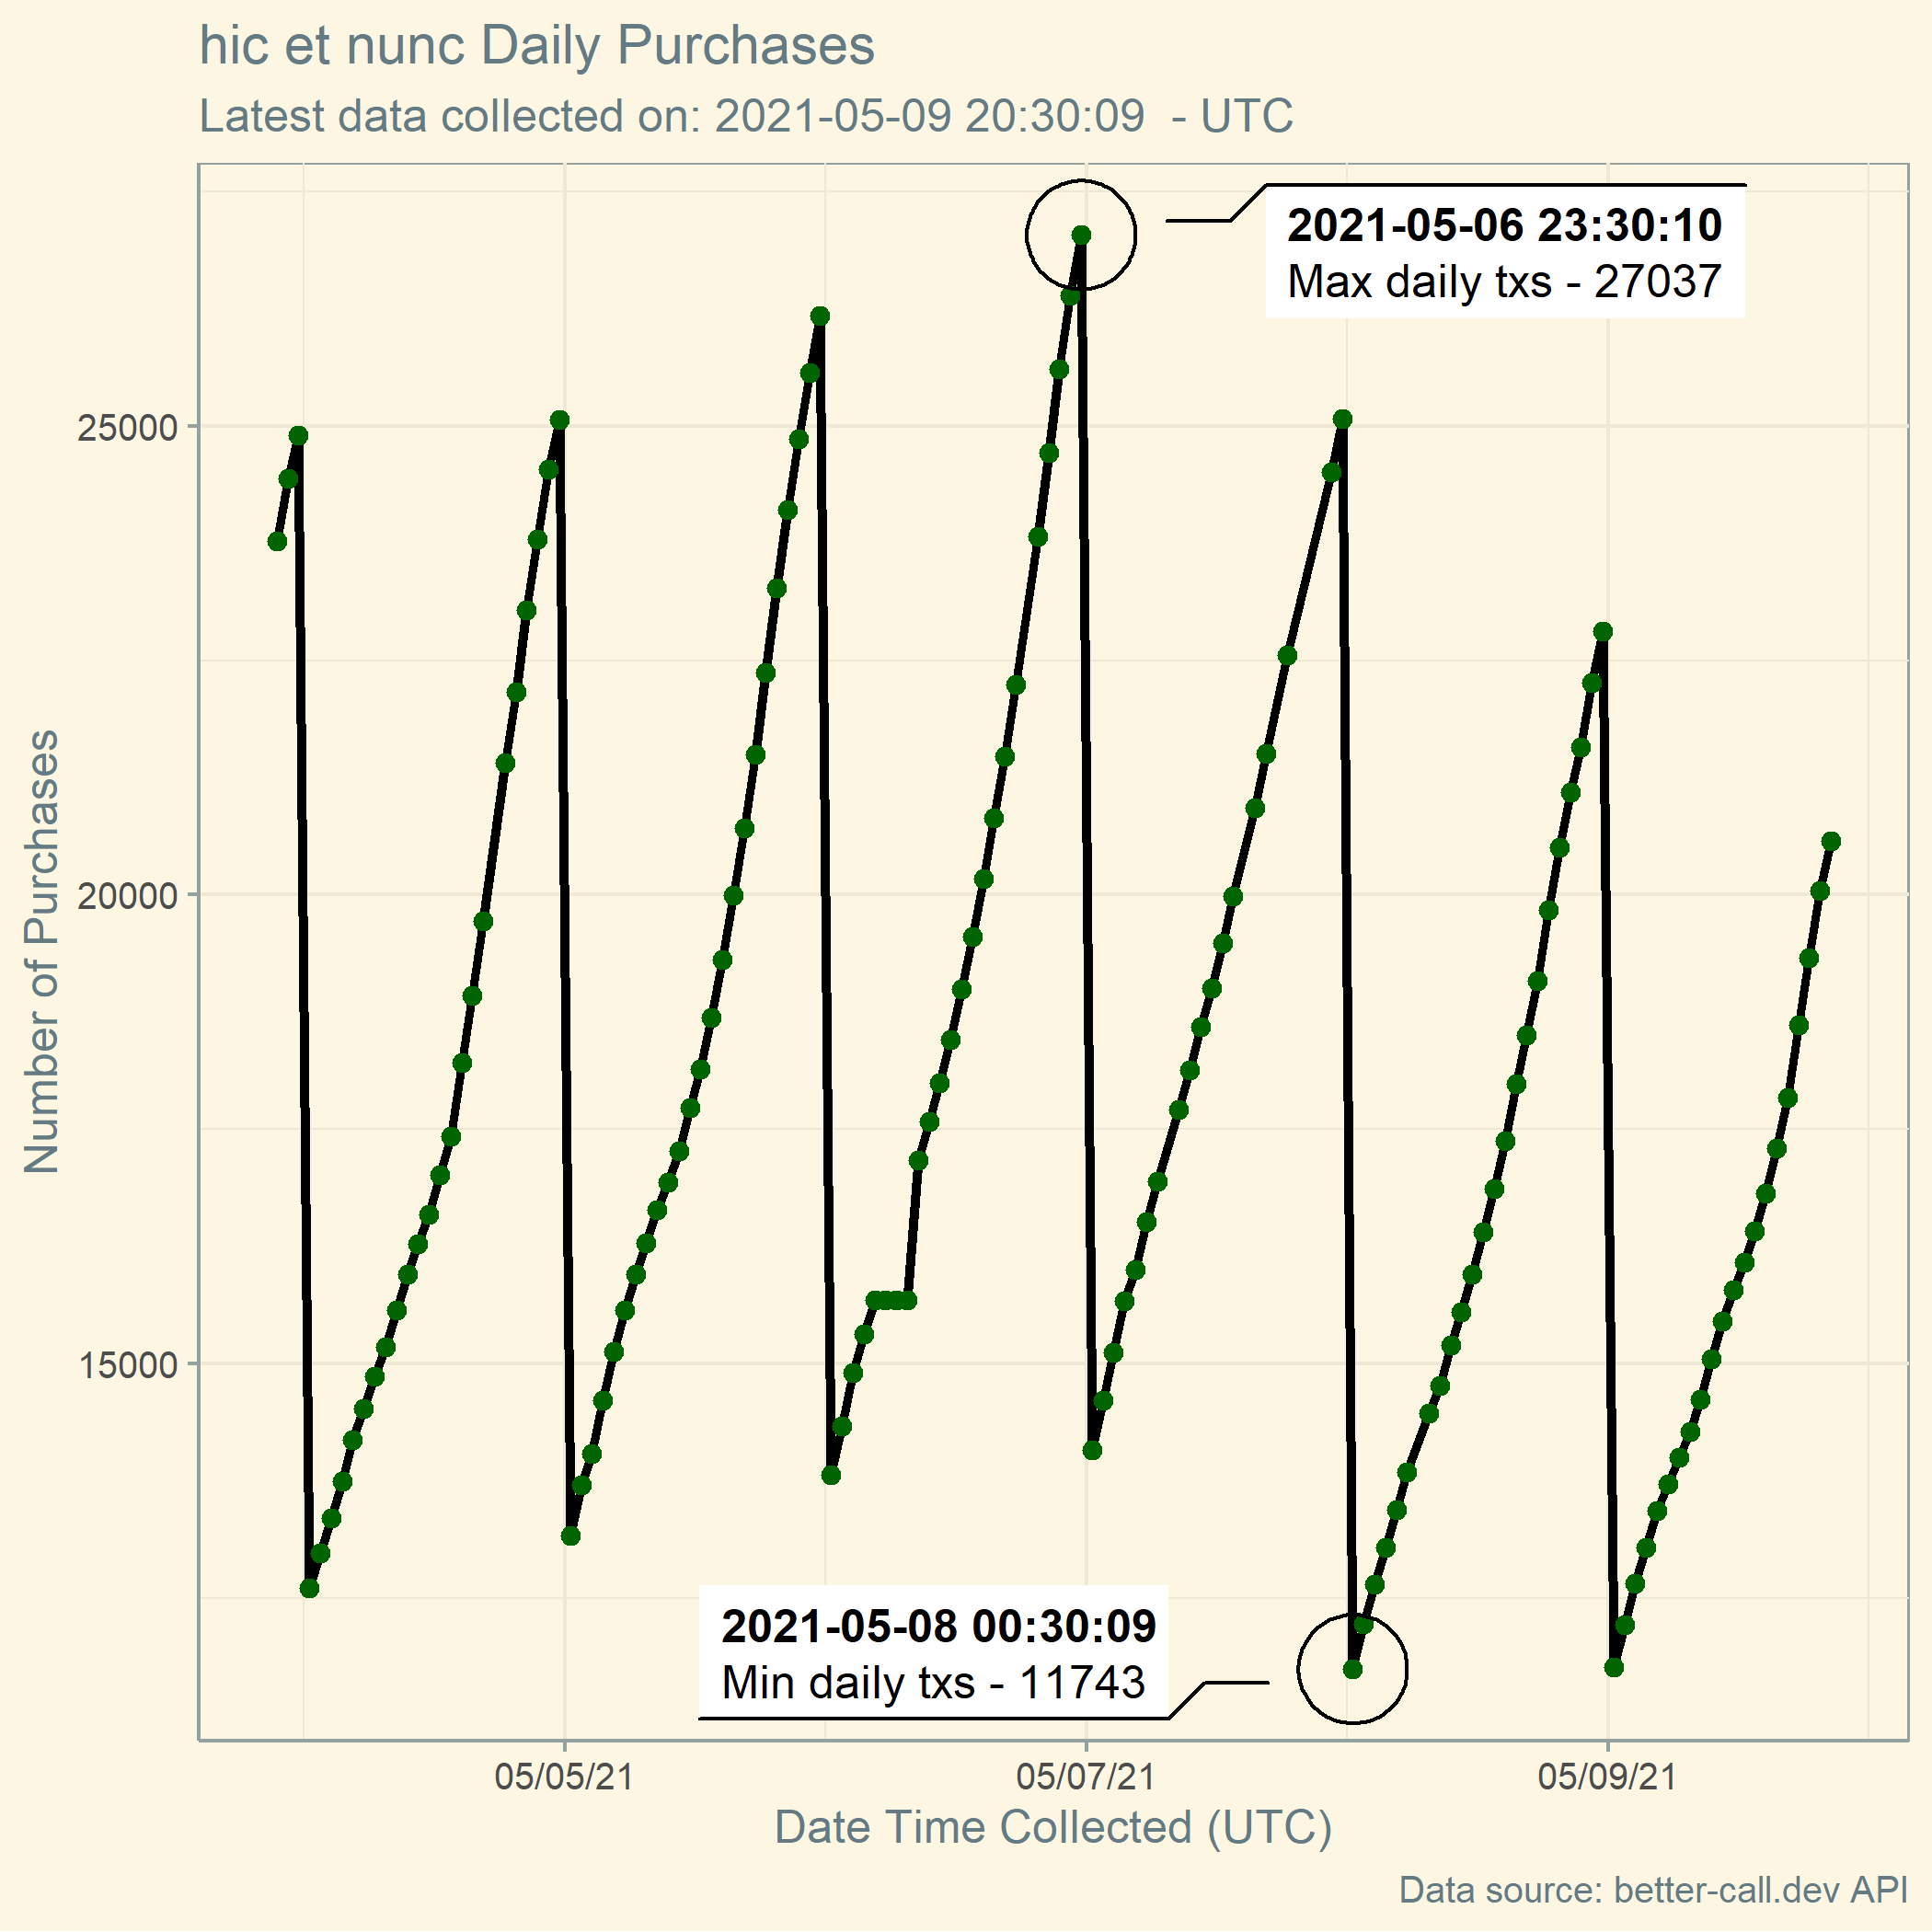 hic et nunc Daily Purchases
Latest data collected on: 2021-05-09 20:30:09  - UTC
2021-05-06 23:30:10
Max daily txs - 27037
25000
20000
15000
Number of Purchases
2021-05-08 00:30:09
Min daily txs - 11743
05/05/21
05/07/21
05/09/21
Date Time Collected (UTC)
Data source: better-call.dev API